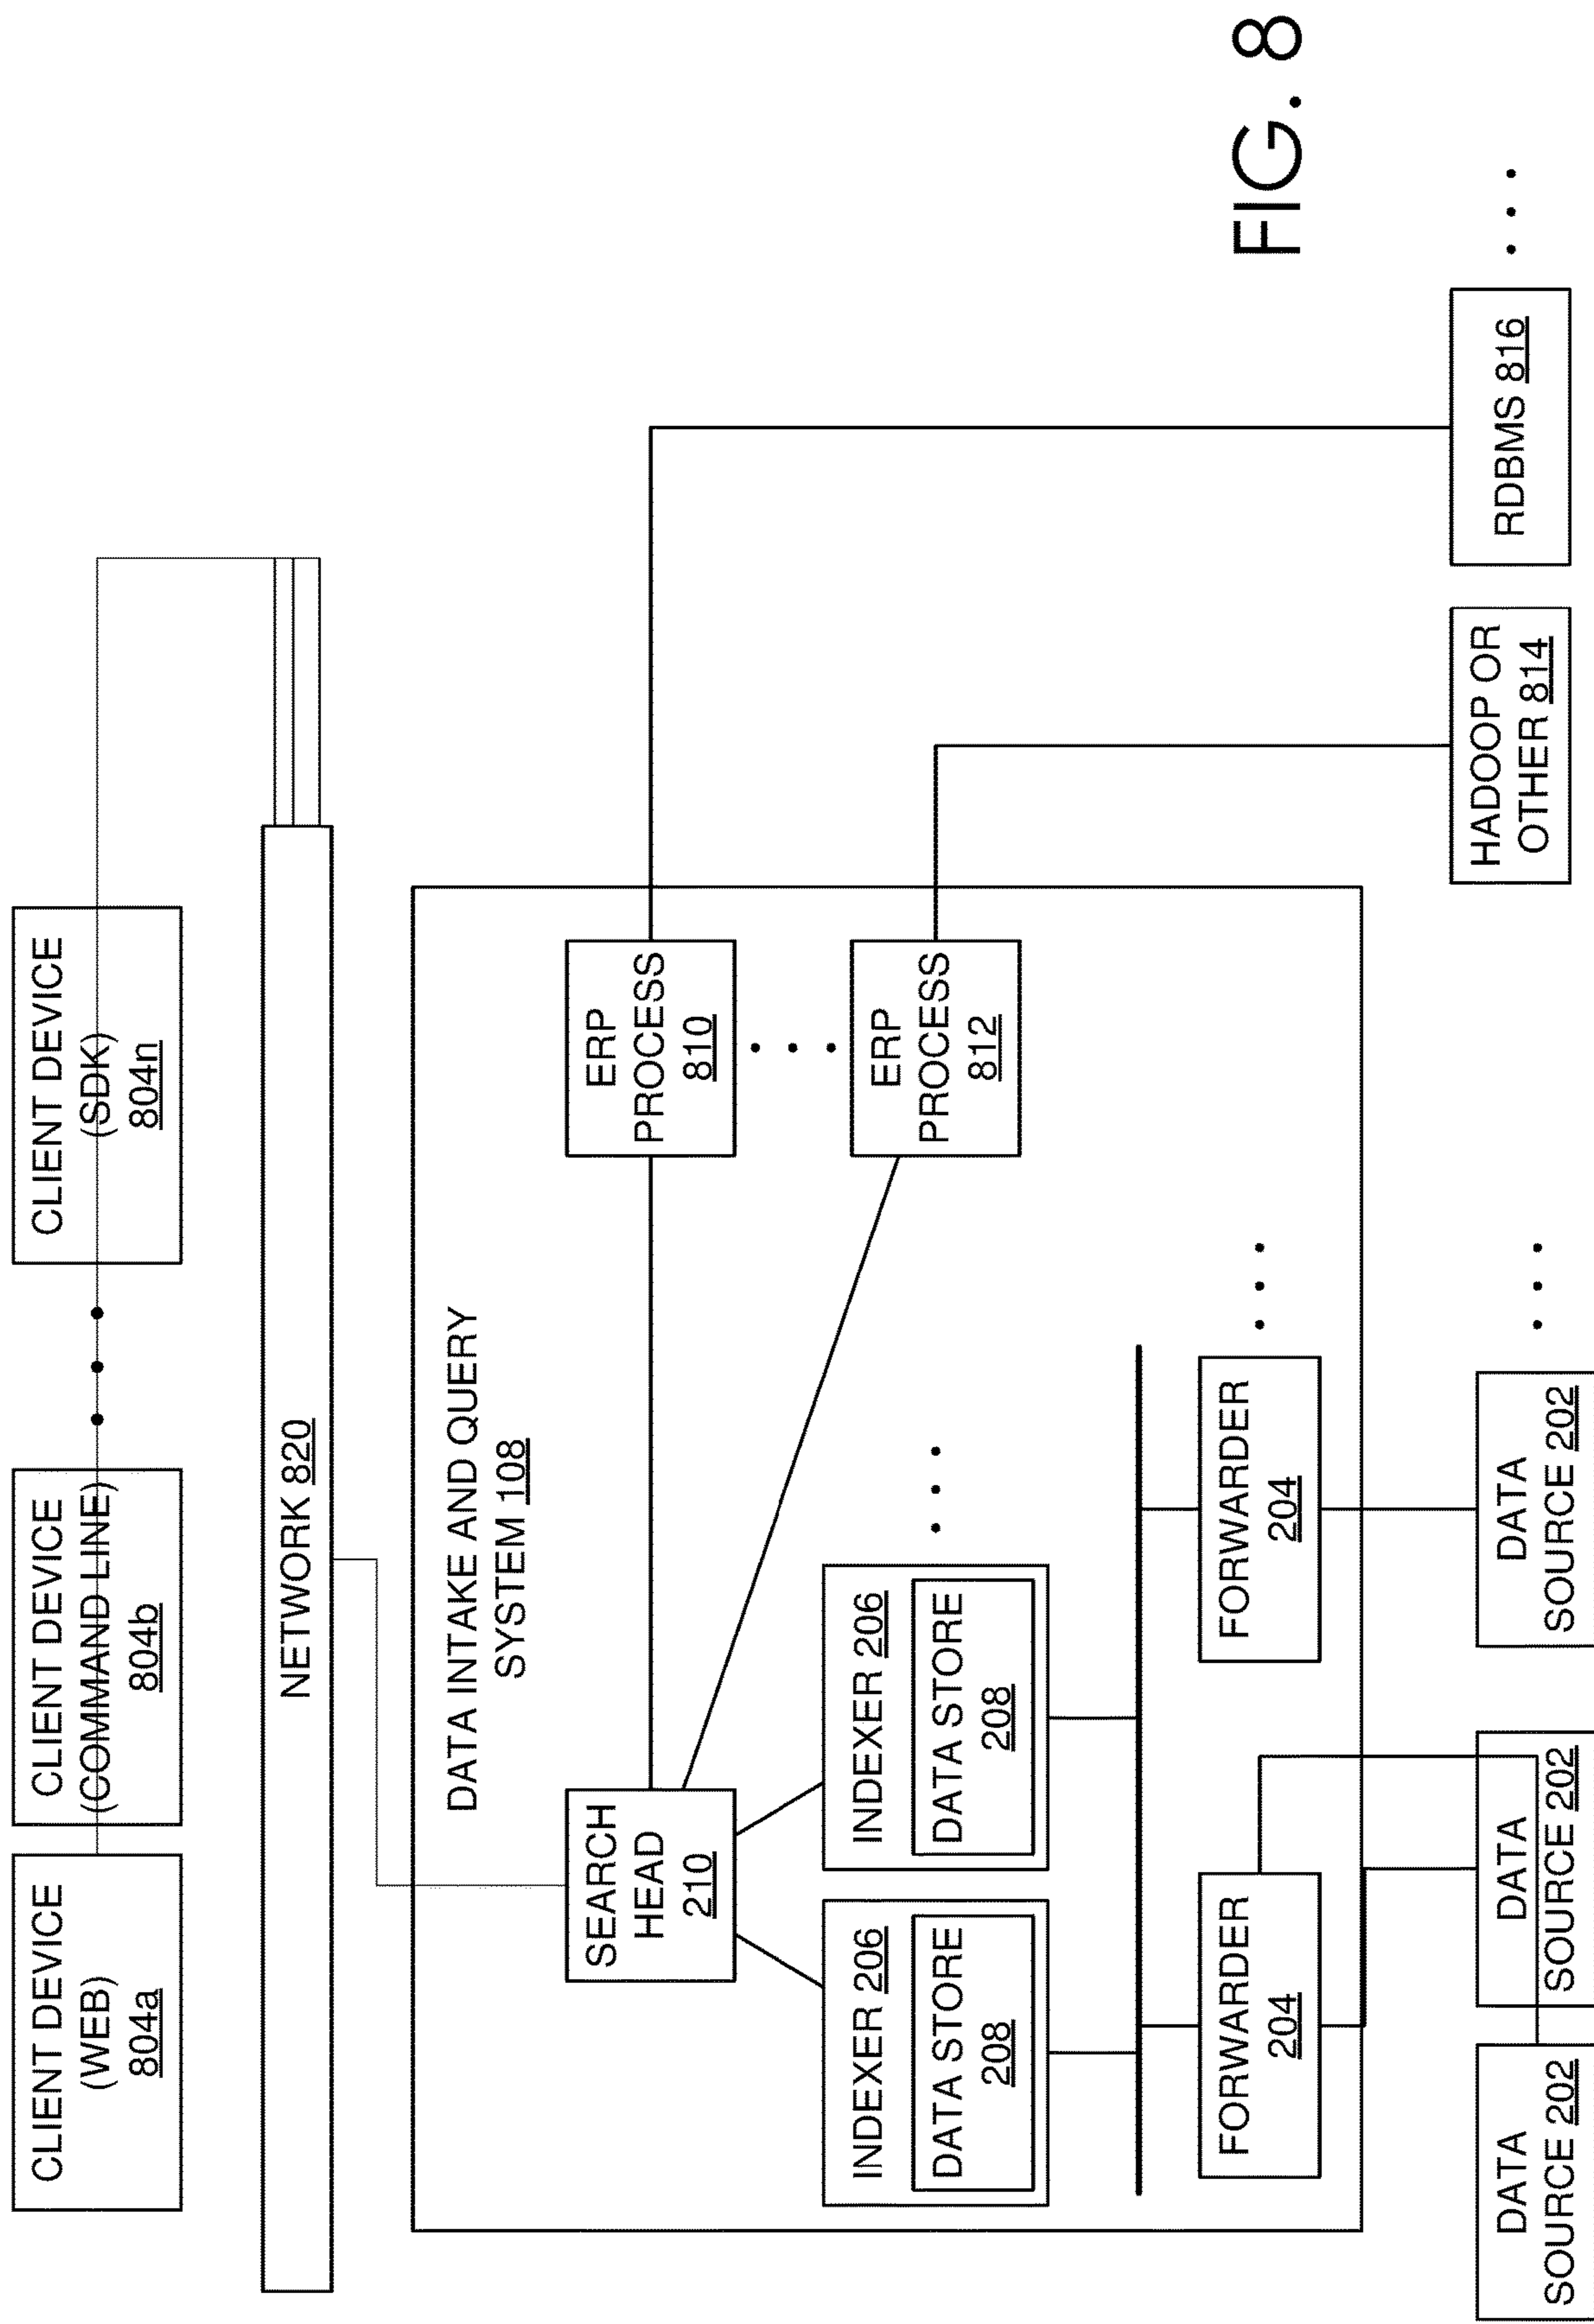 CLIENT DEVICE
(WEB)
804a
CLIENT DEVICE
(COMMAND LINE)
804b
CLIENT DEVICE
(SDK)
804n
NETWORK 820
DATA INTAKE AND QUERY
SYSTEM 108
SEARCH
HEAD
210
ERP
PROCESS
810
ERP
PROCESS
812
INDEXER 206
DATA STORE
208
INDEXER 206
DATA STORE
208
FORWARDER
204
FORWARDER
204
DATA
SOURCE 202
DATA
SOURCE 202
DATA
SOURCE 202
HADOOP OR
OTHER 814
RDBMS 816
FIG. 8